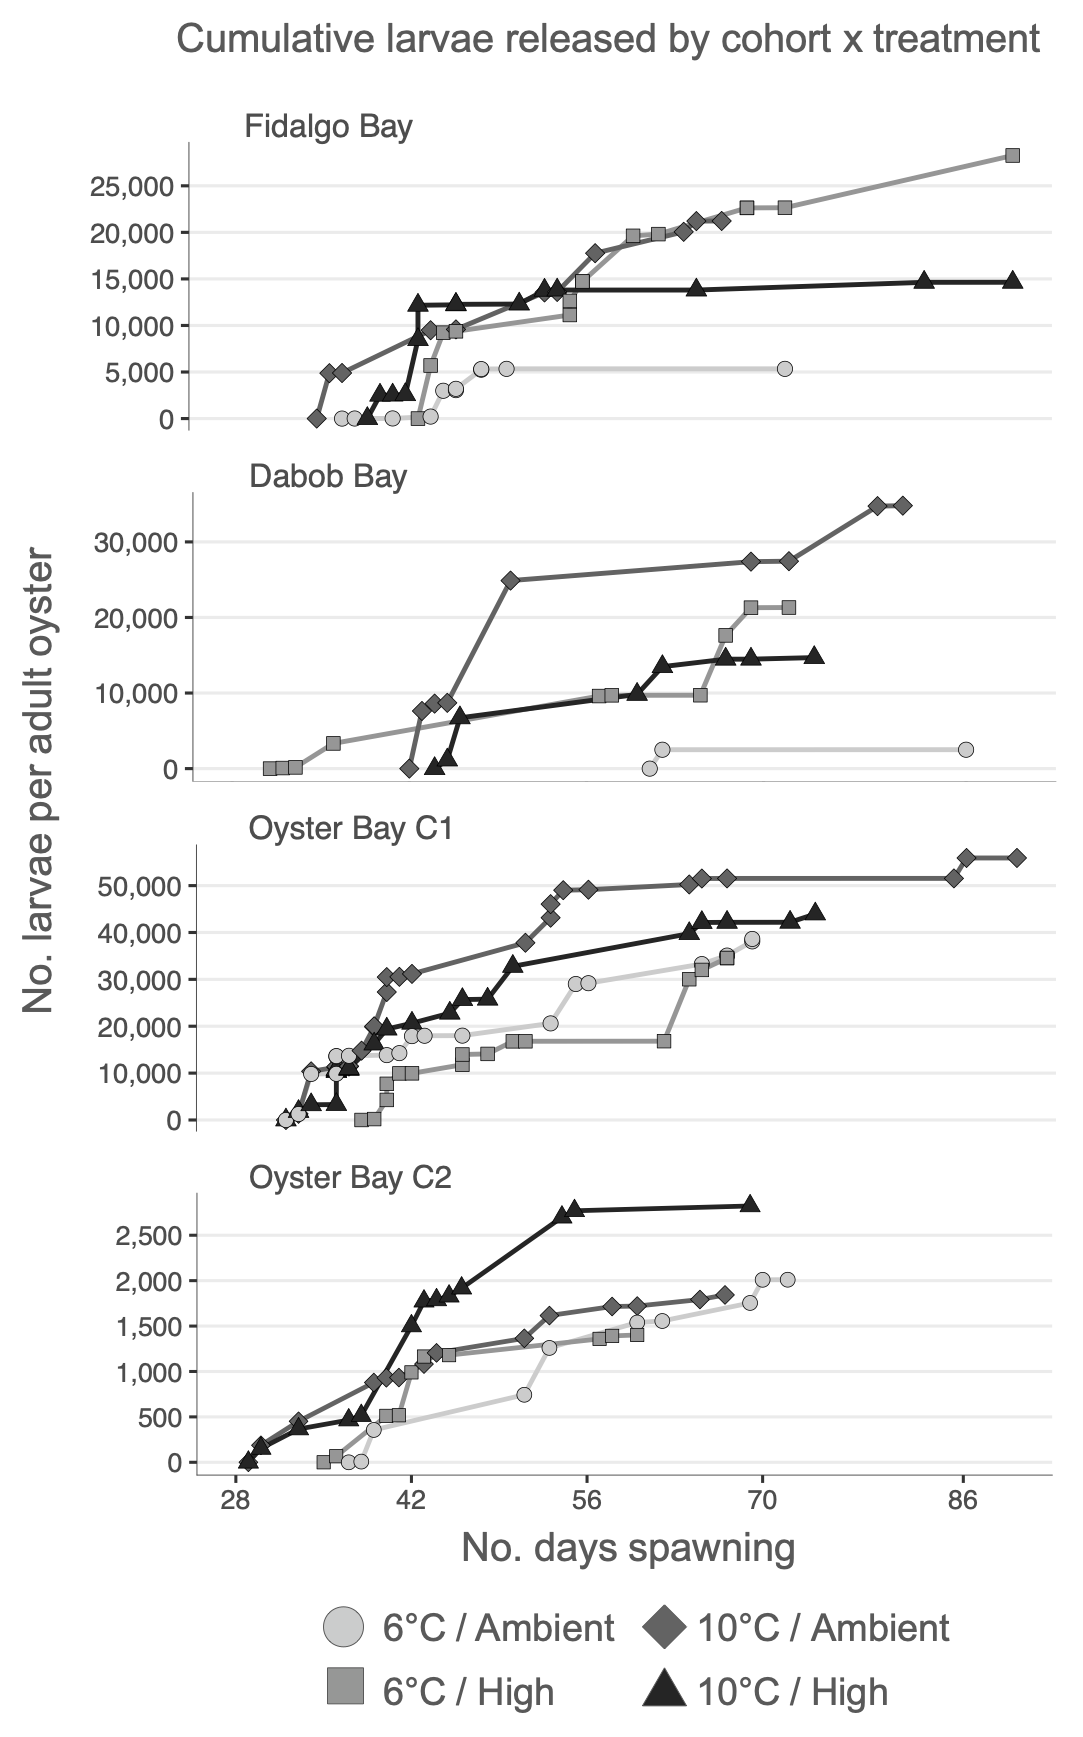 Cumulative larvae released by cohort x treatment
No. larvae per adult oyster
Fidalgo Bay
25,000
20,000
15,000
10,000
5,000
0
Dabob Bay
30,000
20,000
10,000
0
Oyster Bay C1
50,000
40,000
30,000
20,000
10,000
0
Oyster Bay C2
2,500
2,000
1,500
1,000
500
0
28 42 56 70 86
No. days spawning
6°C / Ambient 10°C / Ambient
6°C / High 10°C / High